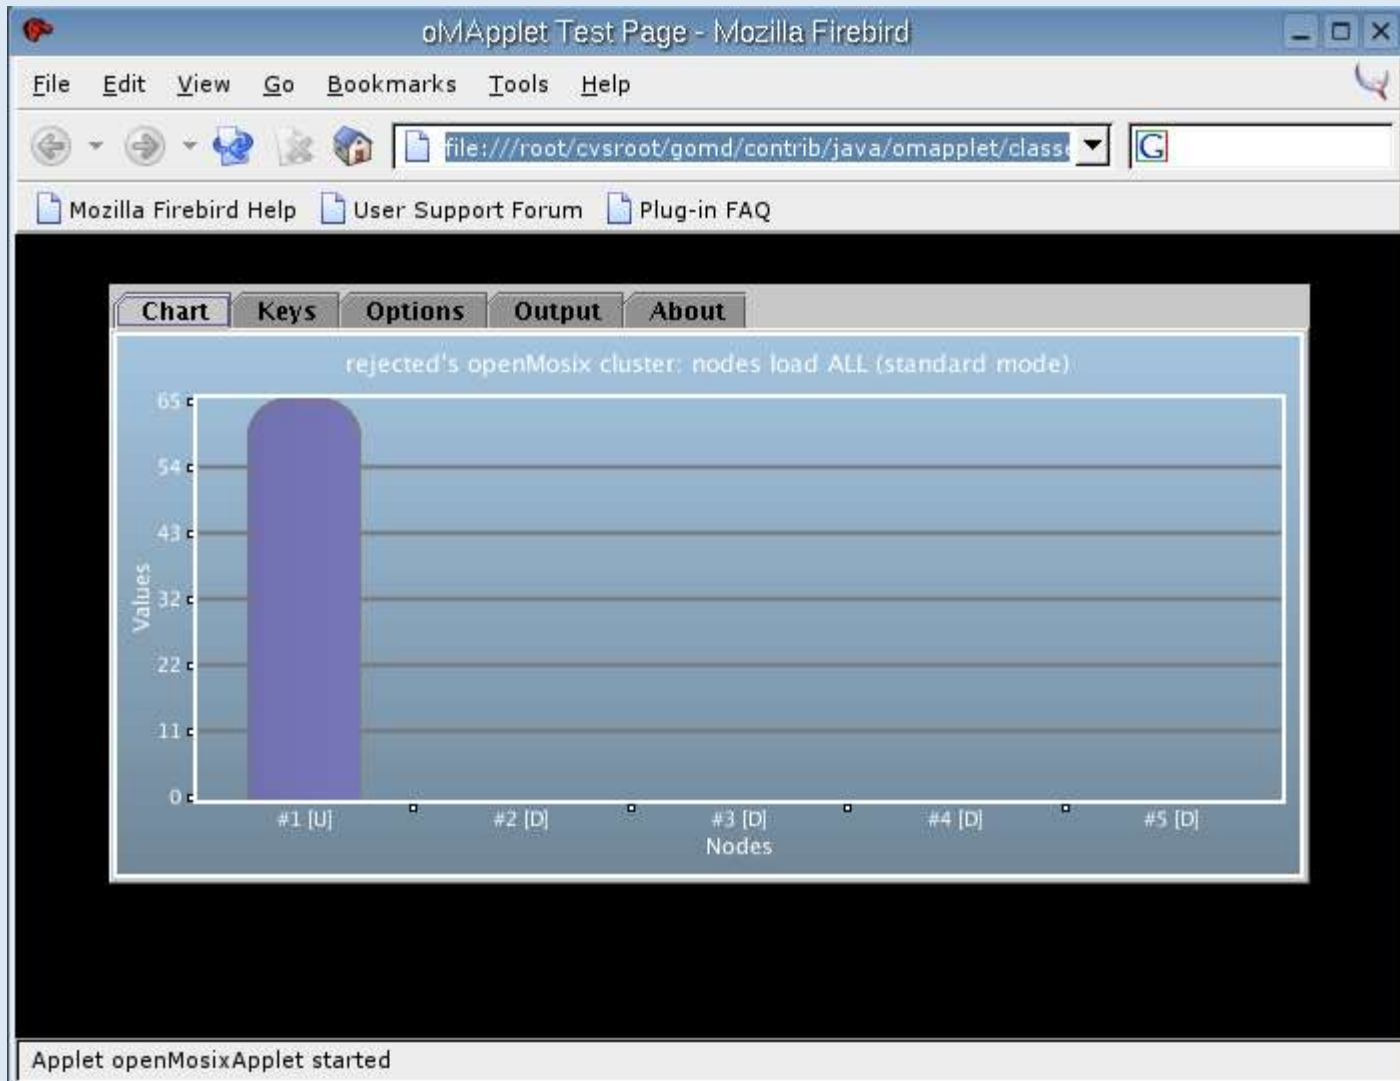 oMApplet Test Page - Mozilla Firebird
File Edit View Go Bookmarks Tools Help
file:///root/cvsroot/gomd/contrib/java/omapplet/classe
G
Mozilla Firebird Help User Support Forum Plug-in FAQ
Chart Keys Options Output About
rejected's openMosix cluster: nodes load ALL (standard mode)
65
54
43
32
22
11
0
Values
#1 [U] #2 [D] #3 [D] #4 [D] #5 [D]
Nodes
Applet openMosixApplet started